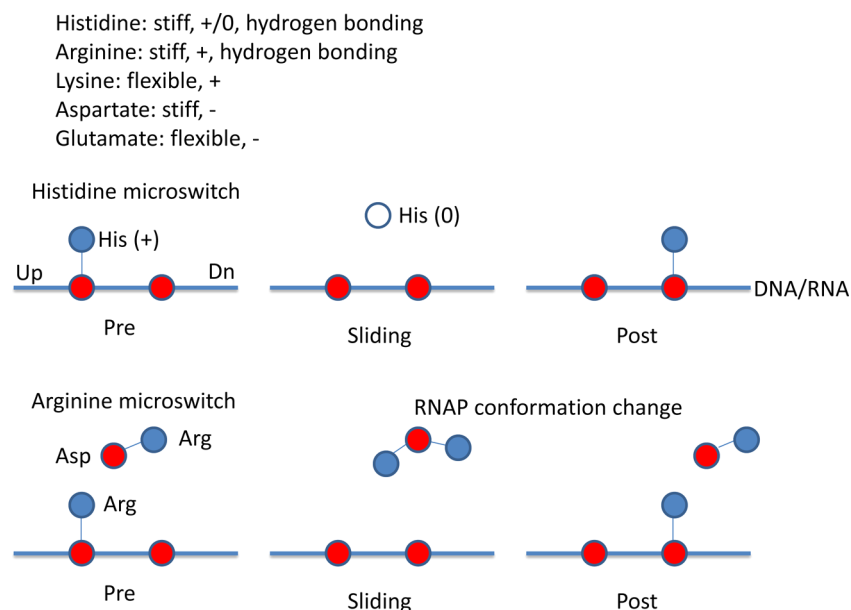 Histidine: stiff, +/0, hydrogen bonding
Arginine: stiff, +, hydrogen bonding
Lysine: flexible, +
Aspartate: stiff, -
Glutamate: flexible, -
Histidine microswitch
His (+)
His (0)
Up
Dn
DNA/RNA
Pre
Sliding
Post
Arginine microswitch
RNAP conformation change
Asp
Arg
Arg
Pre
Sliding
Post